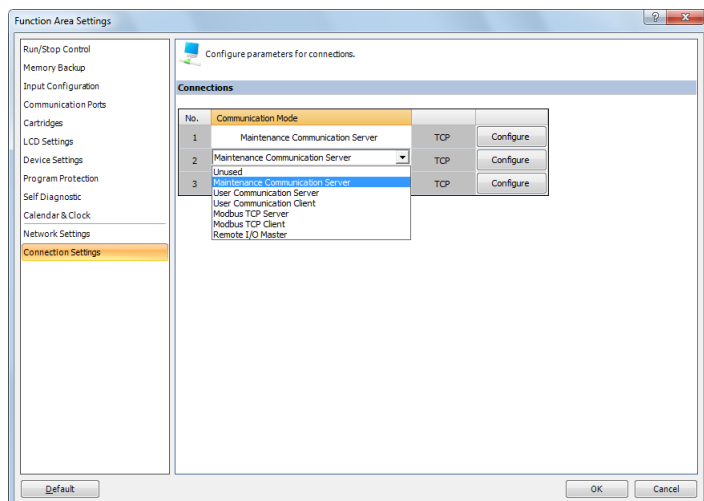 Function Area Settings
?
Run/Stop Control
Memory Backup
Input Configuration
Communication Ports
Cartridges
LCD Settings
Device Settings
Program Protection
Self Diagnostic
Calendar & Clock
Network Settings
Connection Settings
Configure parameters for connections.
Connections
No. Communication Mode
1 Maintenance Communication Server TCP Configure
2 Maintenance Communication Server TCP Configure
3 TCP Configure
Unused
Maintenance Communication Server
User Communication Server
User Communication Client
Modbus TCP Server
Modbus TCP Client
Remote I/O Master
Default
OK Cancel